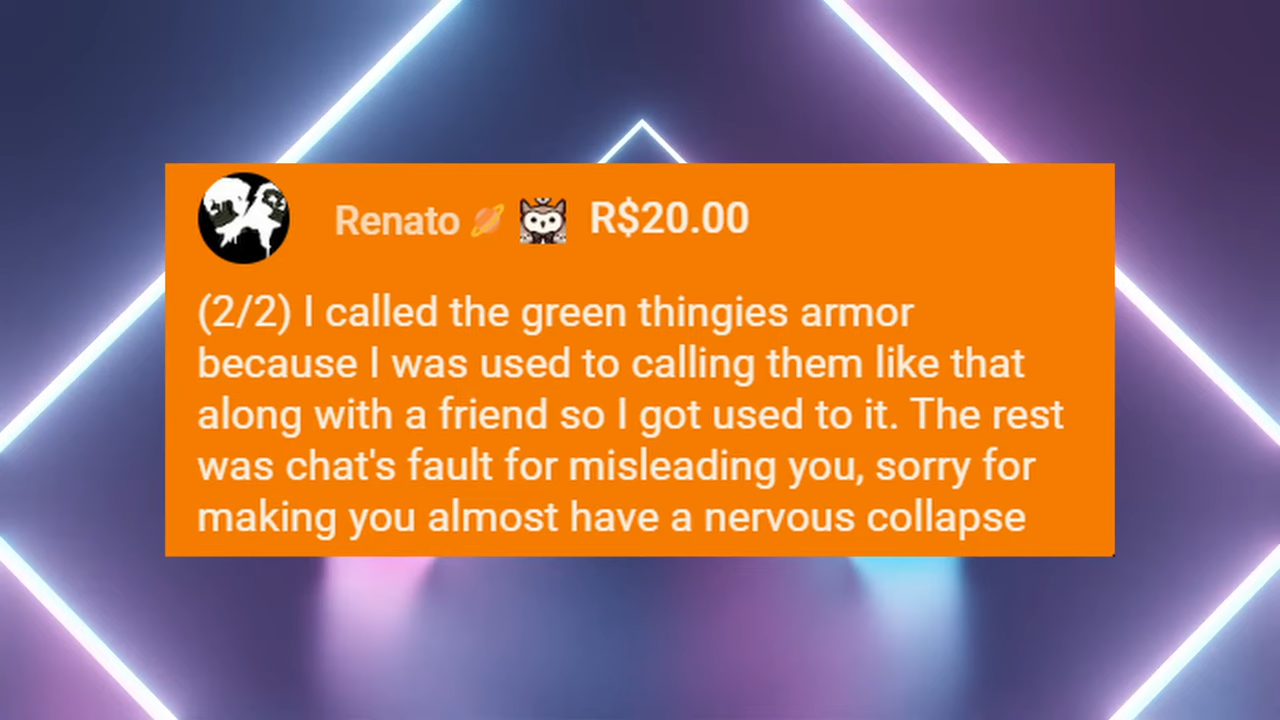 Renato🪐 R$20.00
(2/2) I called the green thingies armor
because I was used to calling them like that
along with a friend so I got used to it. The rest
was chat's fault for misleading you, sorry for
making you almost have a nervous collapse